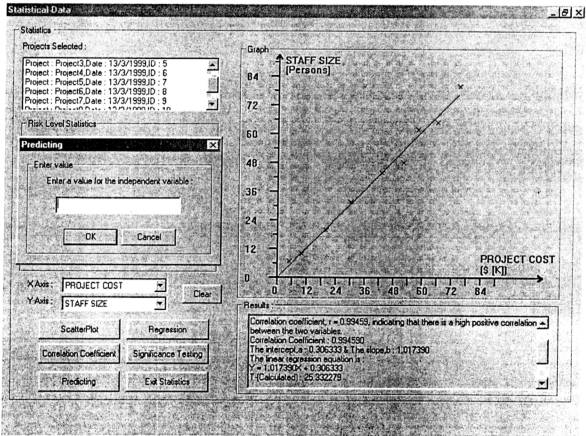 Statistical Data
Statistics
Projects Selected :
Project : Project3,Date : 13/3/1999,ID : 5
Project : Project4,Date : 13/3/1999,ID : 6
Project : Project5,Date : 13/3/1999,ID : 7
Project : Project6,Date : 13/3/1999,ID : 8
Project : Project7,Date : 13/3/1999,ID : 9
Risk Level Statistics
Predicting
Enter value
Enter a value for the independent variable :
OK
Cancel
X Axis :
PROJECT COST
Y Axis :
STAFF SIZE
Clear
ScatterPlot
Regression
Correlation Coefficient
Significance Testing
Predicting
Exit Statistics
Graph
STAFF SIZE
[Persons]
84
72
60
48
36
24
12
0
0 12 24 36 48 60 72 84
PROJECT COST
[$ [K]]
Results
Correlation coefficient, r = 0.99459, indicating that there is a high positive correlation
between the two variables.
Correlation Coefficient : 0.994590
The intercept,a = 0.306333 & The slope,b : 1.017390
The linear regression equation is :
Y = 1.017390X + 0.306333
T-(Calculated) : 25.332279